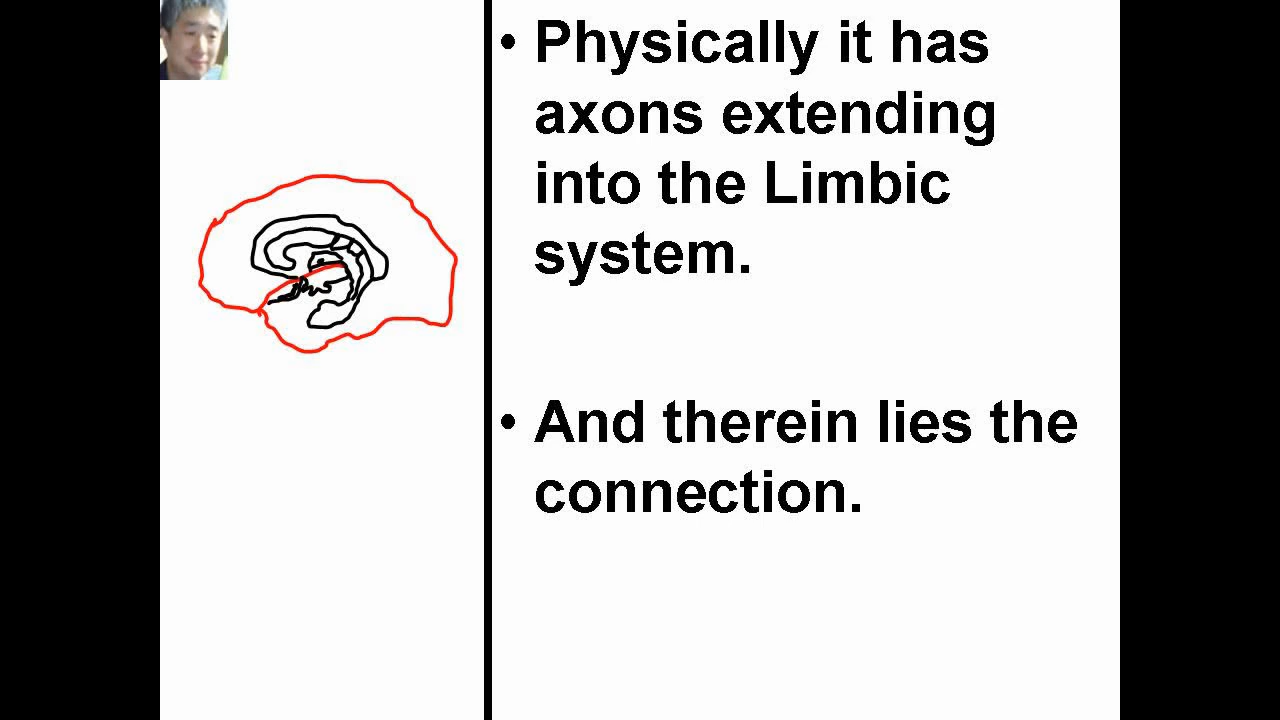 • Physically it has
axons extending
into the Limbic
system.
• And therein lies the
connection.